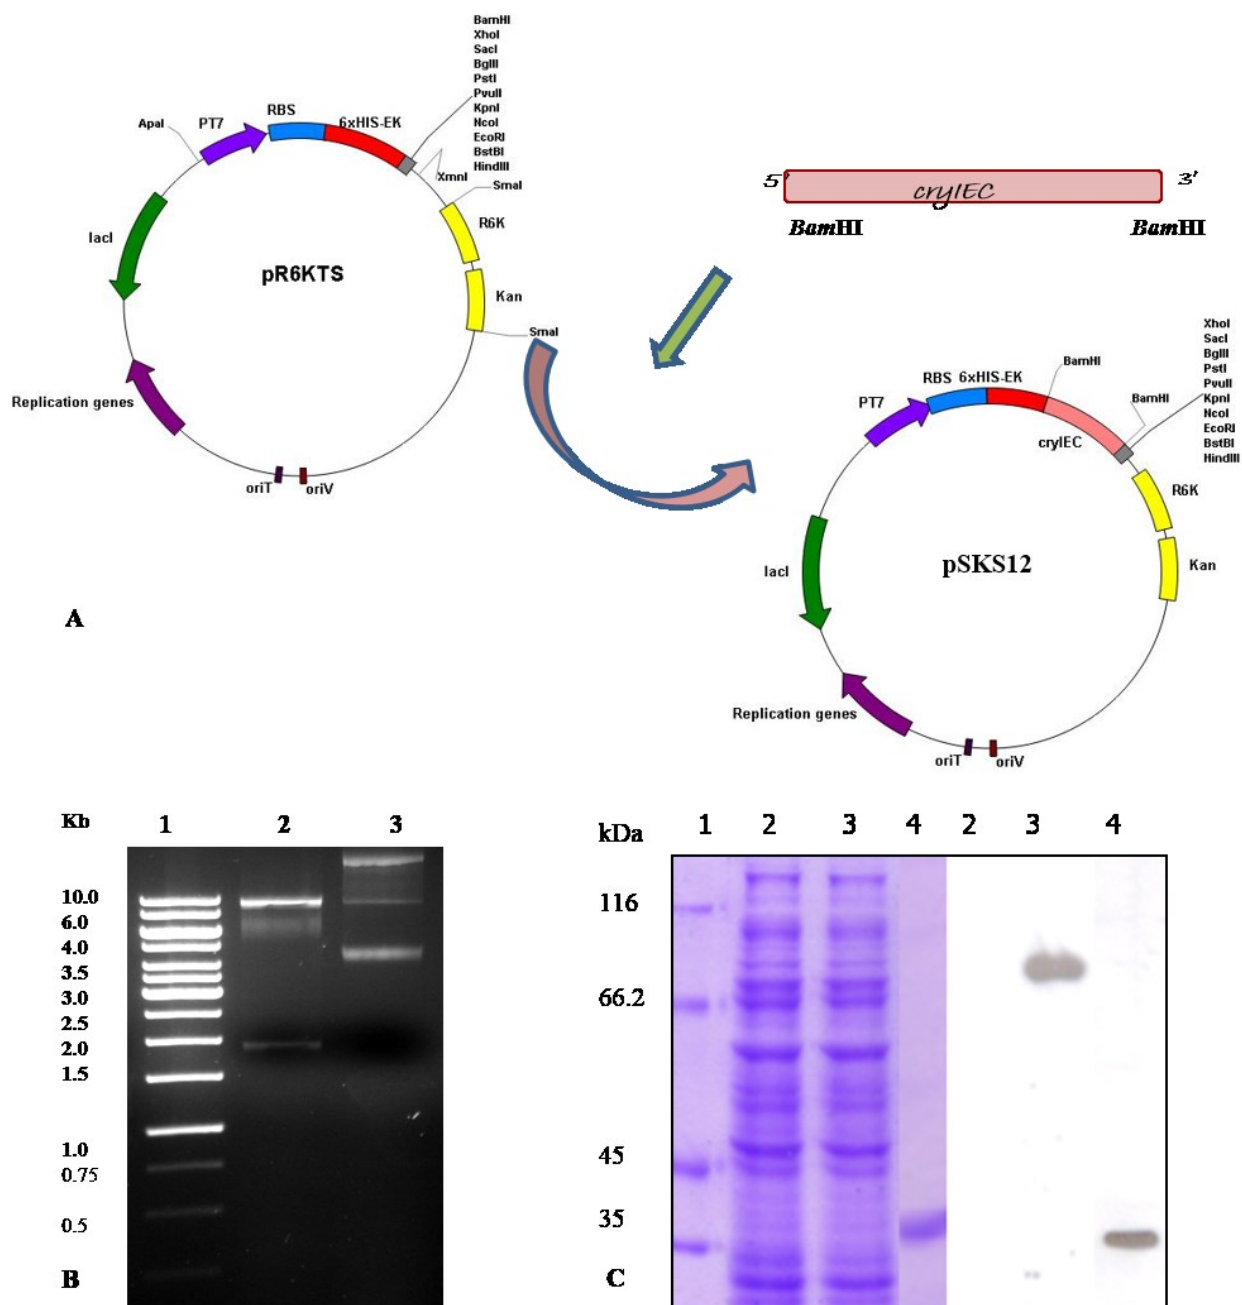 BamHI
XhoI
SacI
BglII
PstI
PvuII
KpnI
NcoI
EcoRI
BstBI
HindIII
XmnI
ApaI
PT7
RBS
6xHIS-EK
SmaI
R6K
lacI
pR6KTS
Kan
SmaI
Replication genes
oriT
oriV
5'
cryIEC
3'
BamHI
BamHI
XhoI
SacI
BglII
PstI
PvuII
KpnI
NcoI
EcoRI
BstBI
HindIII
BamHI
BamHI
PT7
RBS
6xHIS-EK
cryIEC
R6K
lacI
pSKS12
Kan
Replication genes
oriT
oriV
A
Kb
1
2
3
10.0
6.0
4.0
3.5
3.0
2.5
2.0
1.5
1.0
0.75
0.5
B
kDa
1
2
3
4
2
3
4
116
66.2
45
35
C